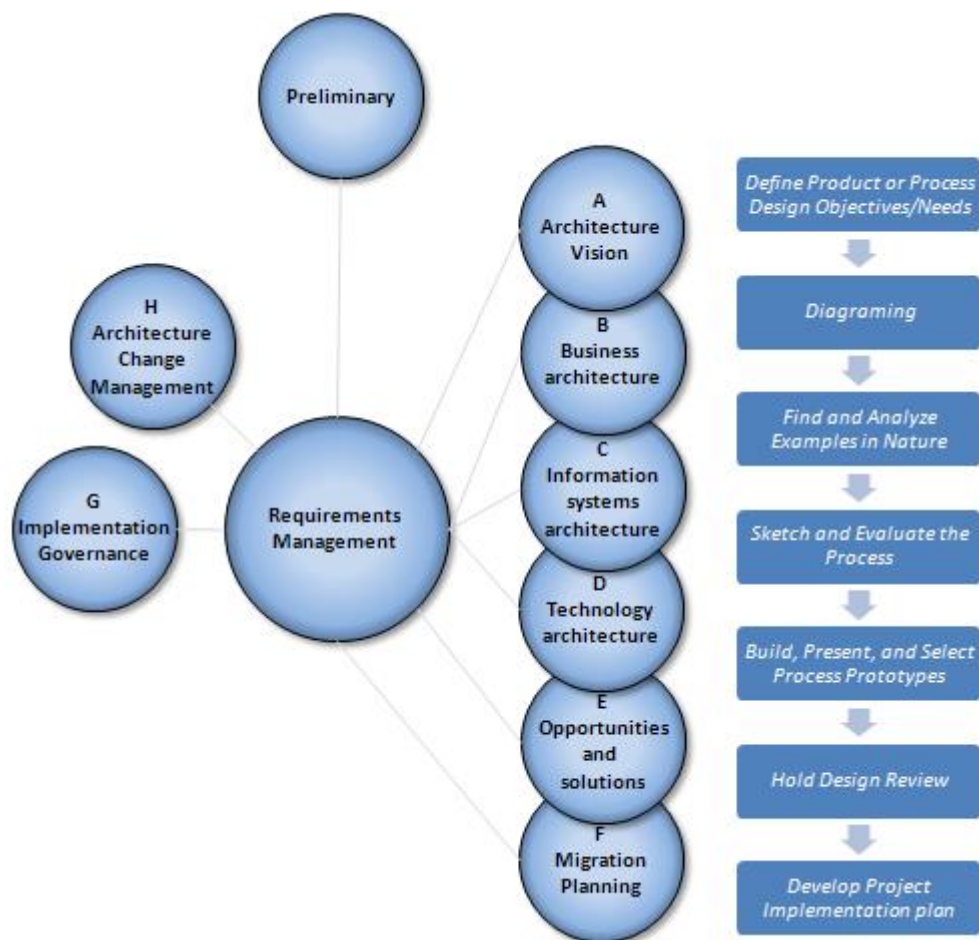 Preliminary
A
Architecture
Vision
B
Business
architecture
C
Information
systems
architecture
D
Technology
architecture
E
Opportunities
and
solutions
F
Migration
Planning
H
Architecture
Change
Management
G
Implementation
Governance
Requirements
Management
Define Product or Process
Design Objectives/Needs
Diagraming
Find and Analyze
Examples in Nature
Sketch and Evaluate the
Process
Build, Present, and Select
Process Prototypes
Hold Design Review
Develop Project
Implementation plan